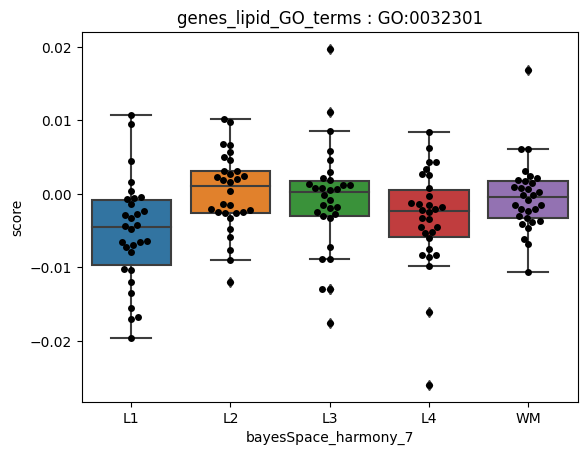 genes_lipid_GO_terms : GO:0032301
0.02
0.01
0.00
−0.01
−0.02
score
L1 L2 L3 L4 WM
bayesSpace_harmony_7